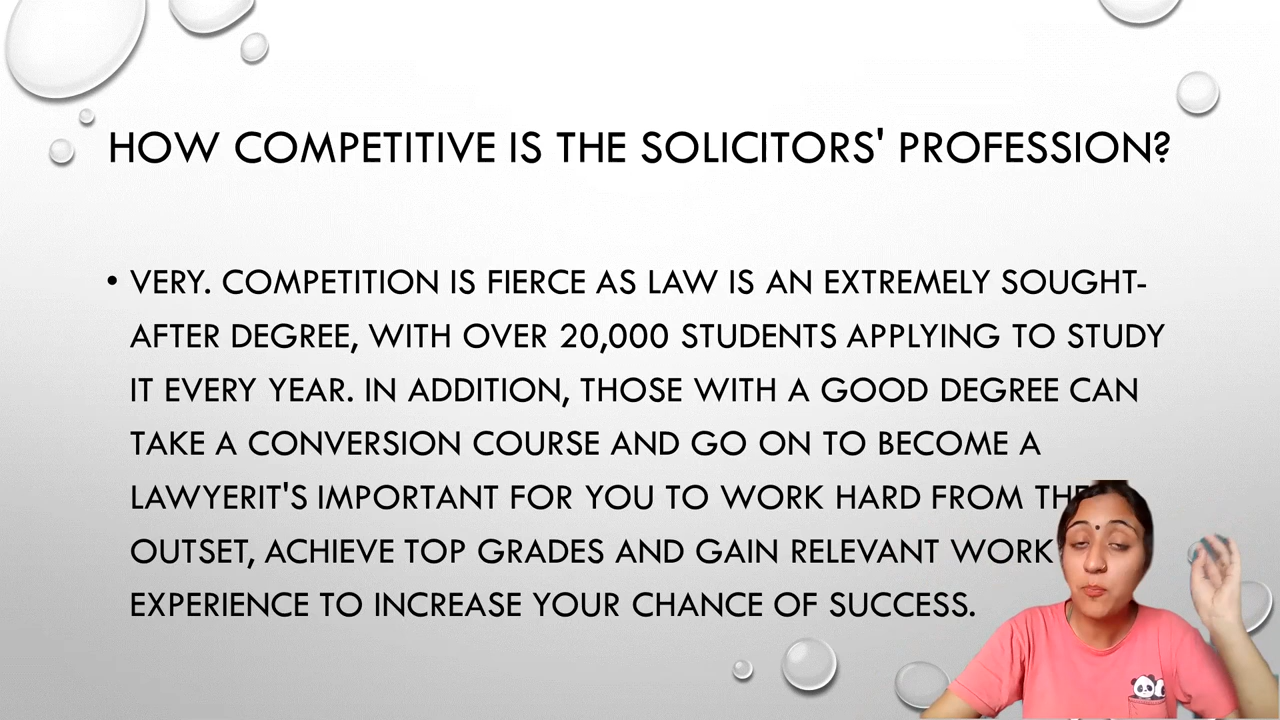 HOW COMPETITIVE IS THE SOLICITORS' PROFESSION?
• VERY. COMPETITION IS FIERCE AS LAW IS AN EXTREMELY SOUGHT-
AFTER DEGREE, WITH OVER 20,000 STUDENTS APPLYING TO STUDY
IT EVERY YEAR. IN ADDITION, THOSE WITH A GOOD DEGREE CAN
TAKE A CONVERSION COURSE AND GO ON TO BECOME A
LAWYERIT'S IMPORTANT FOR YOU TO WORK HARD FROM THE
OUTSET, ACHIEVE TOP GRADES AND GAIN RELEVANT WORK
EXPERIENCE TO INCREASE YOUR CHANCE OF SUCCESS.